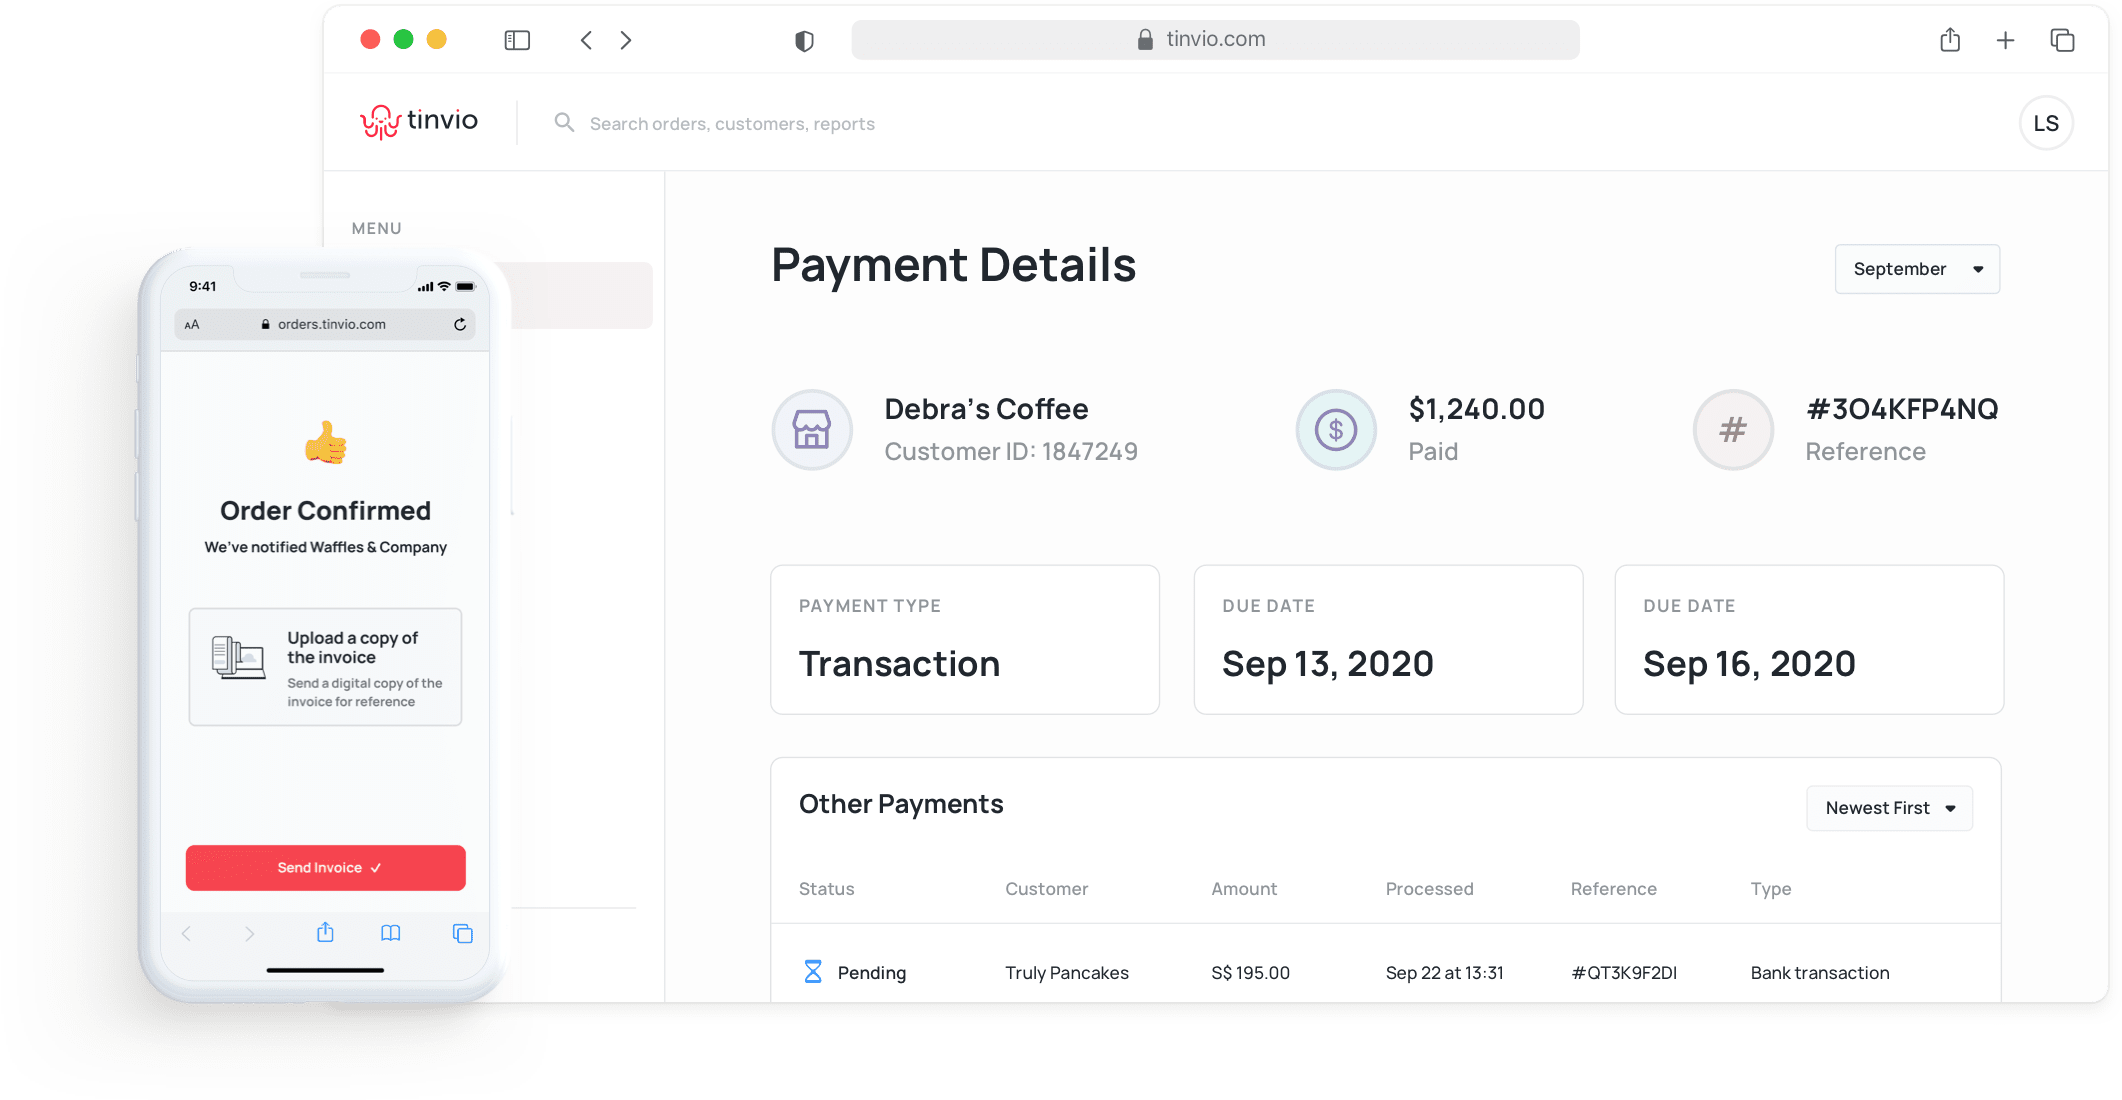 tinvio.com
tinvio
Search orders, customers, reports
LS
MENU
Payment Details
September
Debra's Coffee
Customer ID: 1847249
$1,240.00
Paid
#3O4KFP4NQ
Reference
PAYMENT TYPE
Transaction
DUE DATE
Sep 13, 2020
DUE DATE
Sep 16, 2020
Other Payments
Newest First
Status Customer Amount Processed Reference Type
Pending Truly Pancakes S$ 195.00 Sep 22 at 13:31 #QT3K9F2DI Bank transaction
9:41
AA orders.tinvio.com
Order Confirmed
We've notified Waffles & Company
Upload a copy of
the invoice
Send a digital copy of the
invoice for reference
Send Invoice ✓